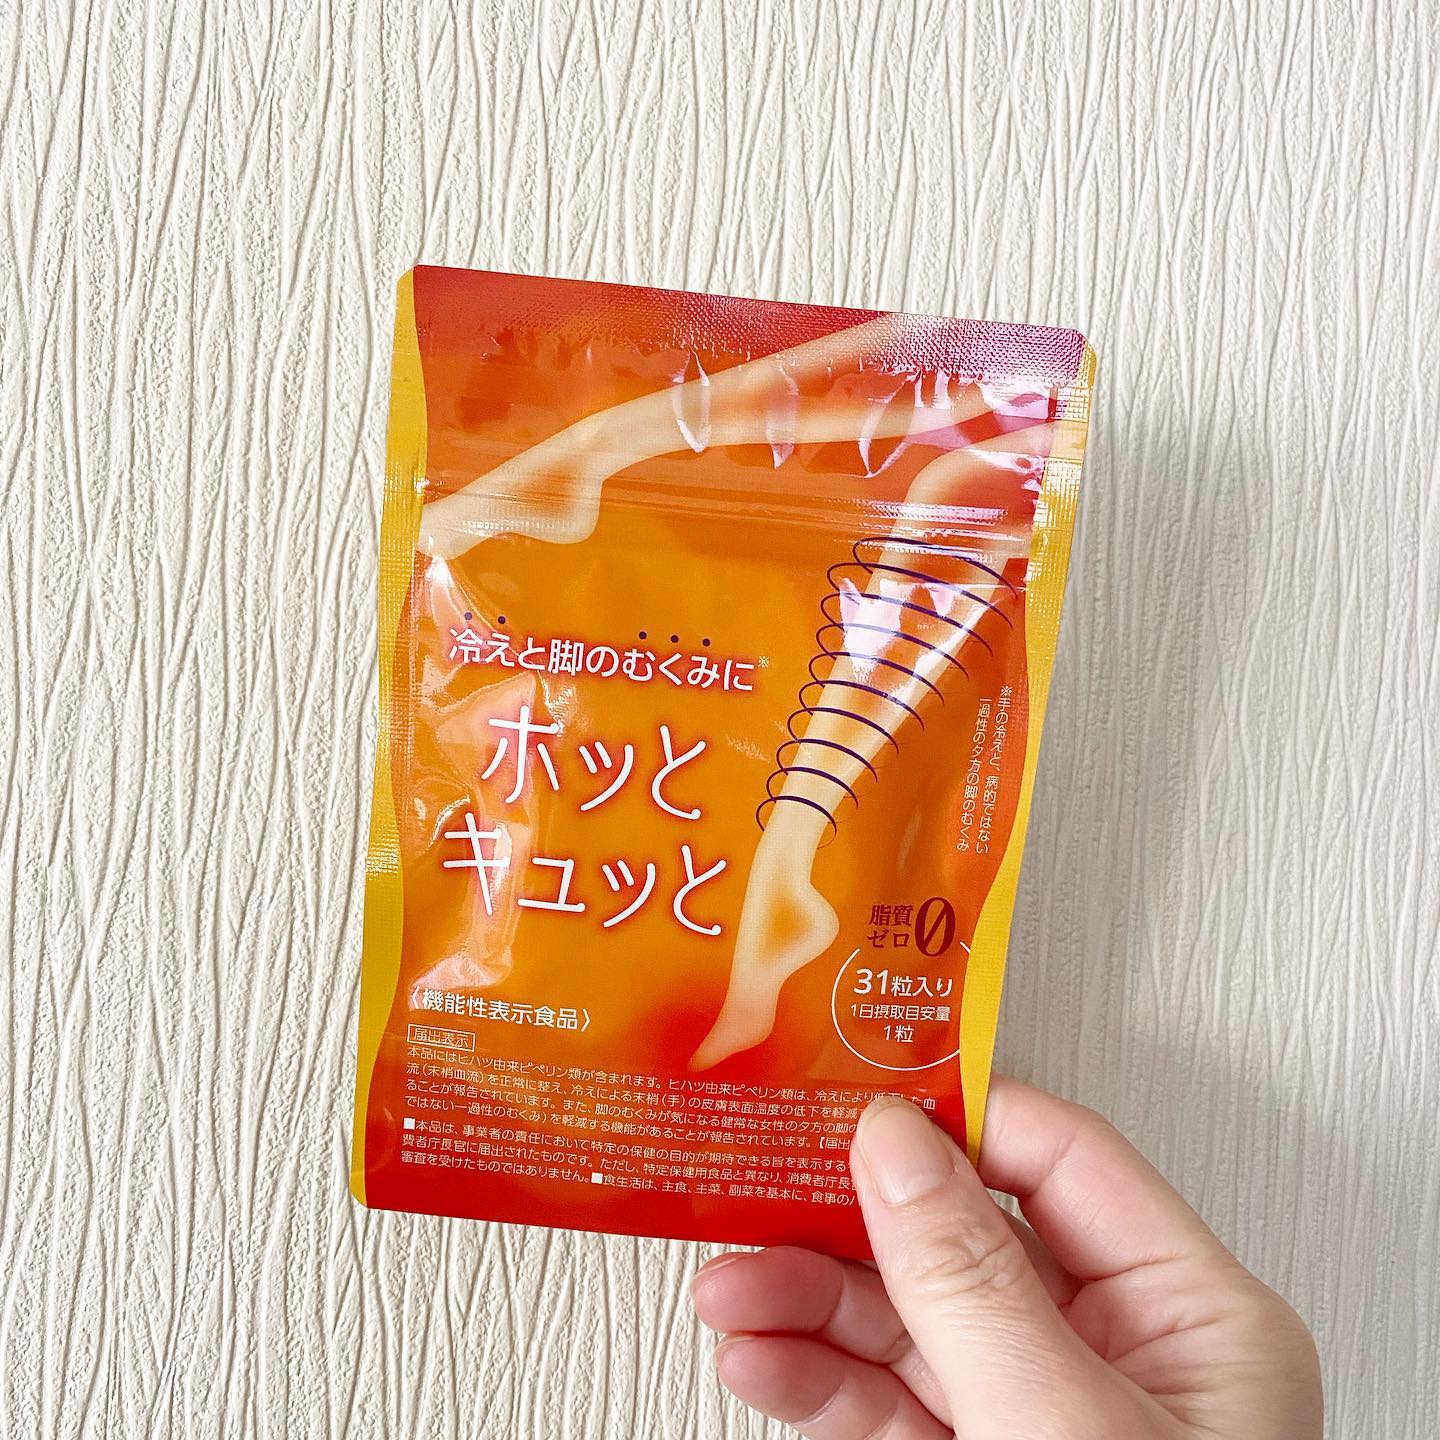 冷えと脚のむくみに※
ホッと
キュッと
※手の冷えと、病的ではない
一過性の夕方の脚のむくみ
脂質
ゼロ0
31粒入り
1日摂取目安量
1粒
〈機能性表示食品〉
届出表示
本品にはヒハツ由来ピペリン類が含まれます。ヒハツ由来ピペリン類は、冷えにより低下した血
流(末梢血流)を正常に整え、冷えによる末梢(手)の皮膚表面温度の低下を軽減す
ることが報告されています。また、脚のむくみが気になる健常な女性の夕方の脚の
ではない一過性のむくみ)を軽減する機能があることが報告されています。【届出
■本品は、事業者の責任において特定の保健の目的が期待できる旨を表示する
費者庁長官に届出されたものです。ただし、特定保健用食品と異なり、消費者庁長官
審査を受けたものではありません。■食生活は、主食、主菜、副菜を基本に、食事のバ